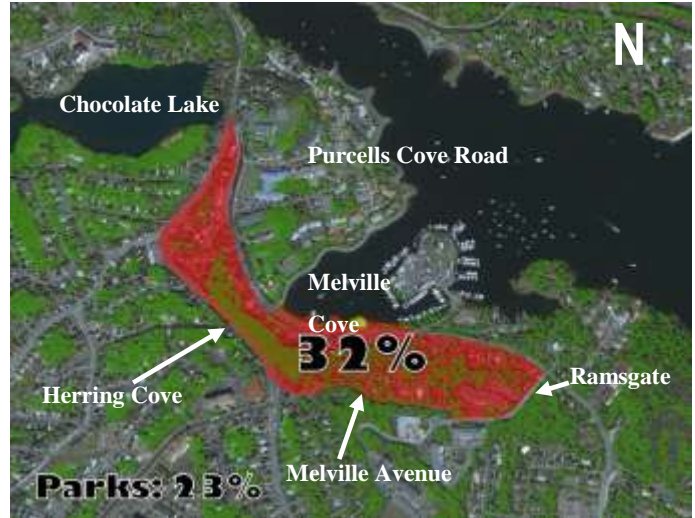 N
Chocolate Lake
Purcells Cove Road
Melville
Cove
32%
Ramsgate
Herring Cove
Melville Avenue
Parks: 23%